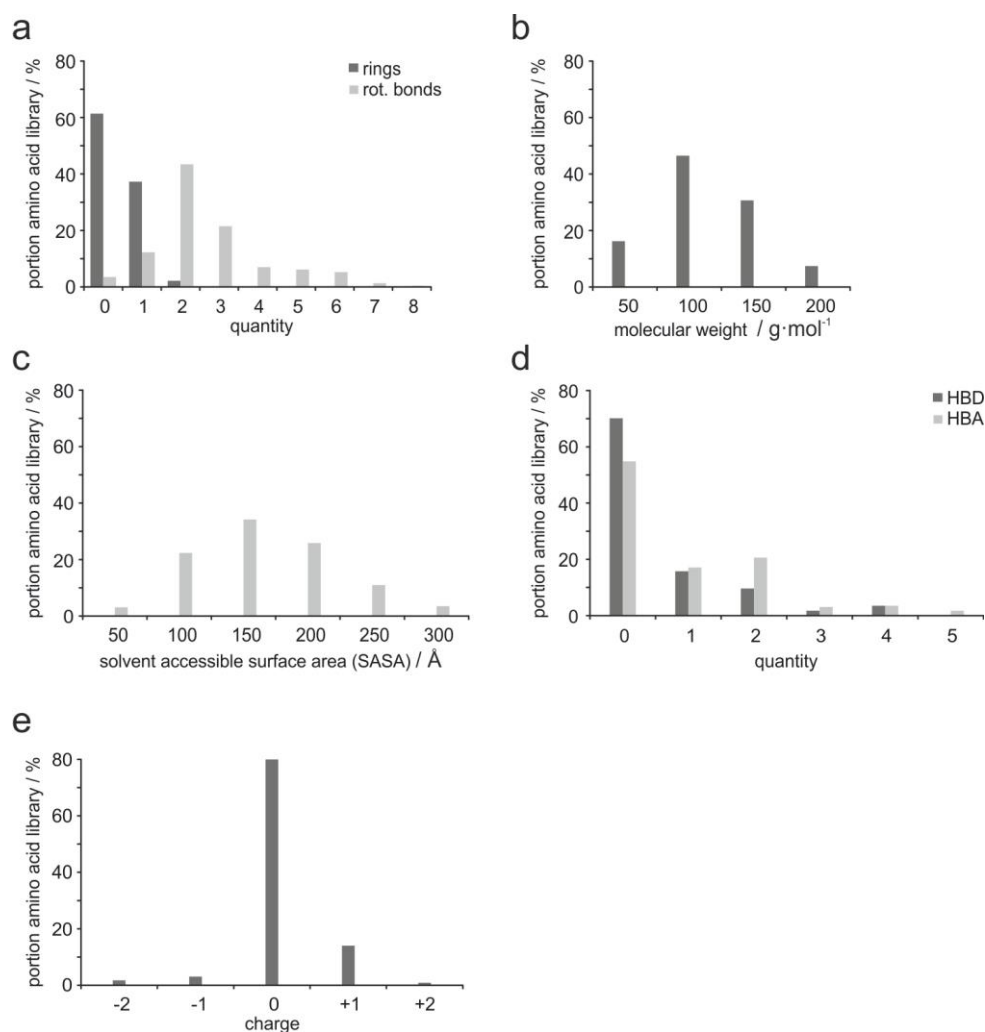 a
portion amino acid library / %
80
60
40
20
0
rings
rot. bonds
0 1 2 3 4 5 6 7 8
quantity
b
portion amino acid library / %
80
60
40
20
0
50 100 150 200
molecular weight / g·mol⁻¹
c
portion amino acid library / %
80
60
40
20
0
50 100 150 200 250 300
solvent accessible surface area (SASA) / Å
d
portion amino acid library / %
80
60
40
20
0
HBD
HBA
0 1 2 3 4 5
quantity
e
portion amino acid library / %
80
60
40
20
0
-2 -1 0 +1 +2
charge